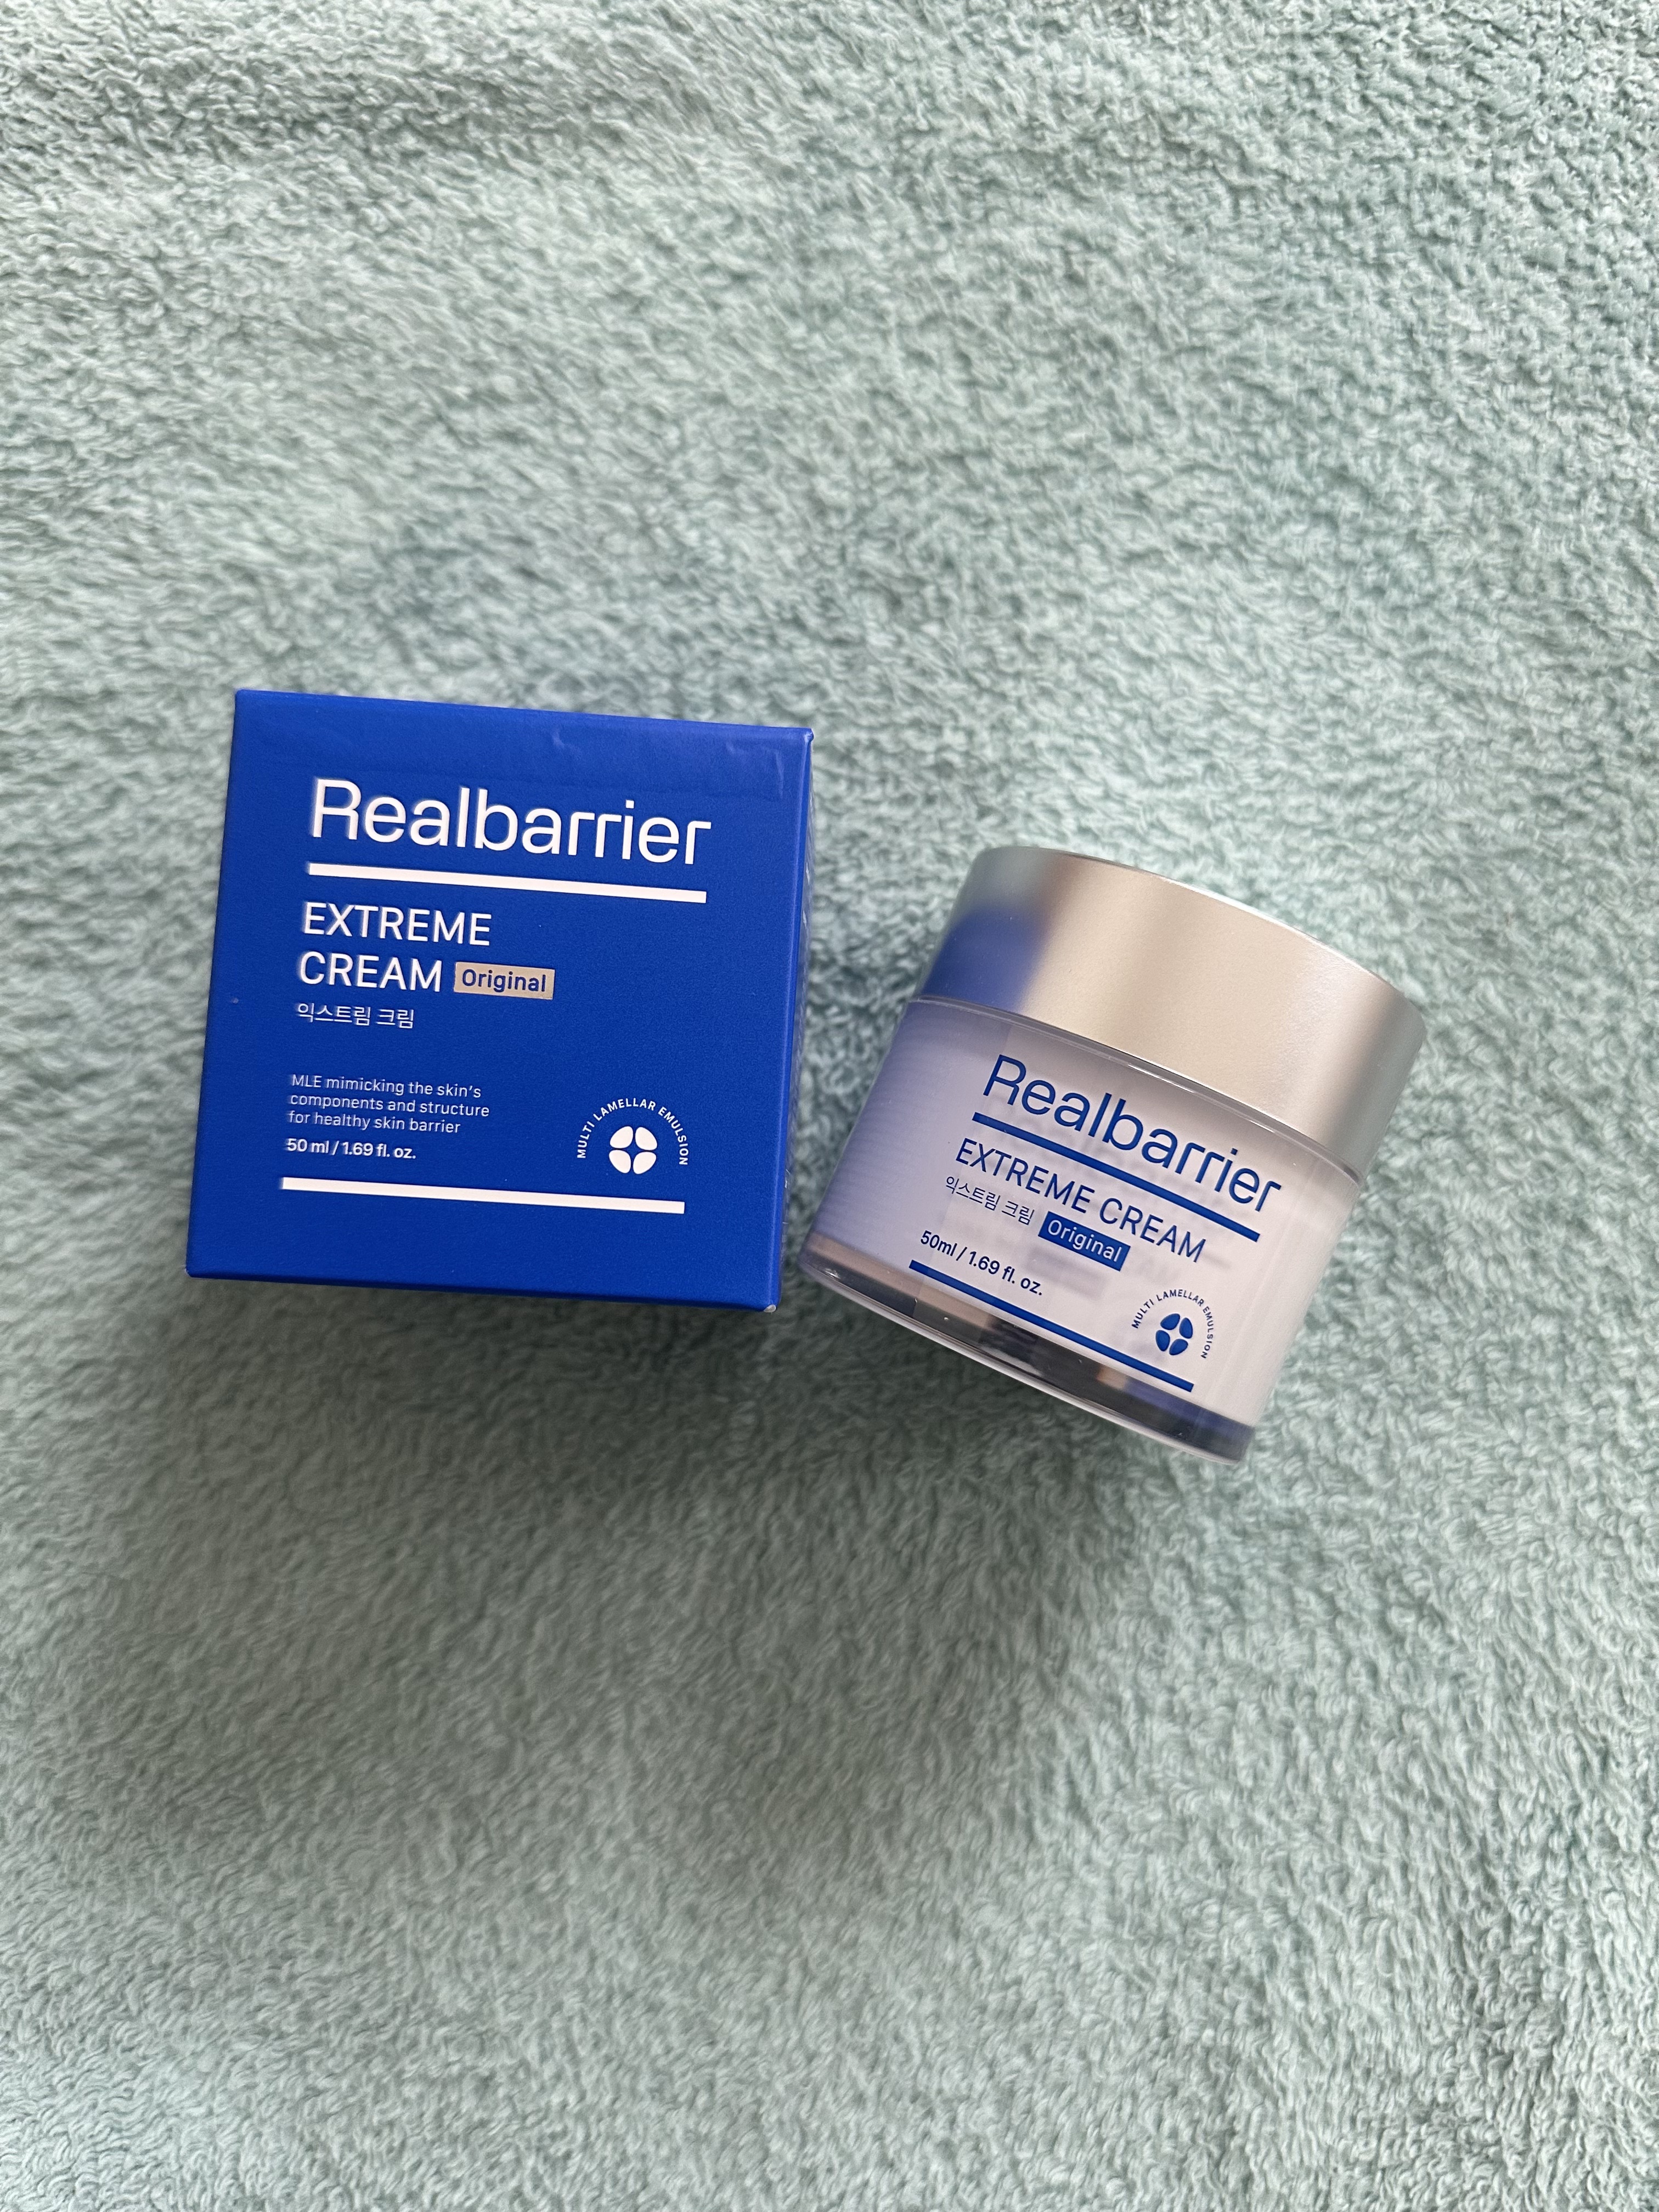 Realbarrier
EXTREME
CREAM Original
익스트림 크림
MLE mimicking the skin's
components and structure
for healthy skin barrier
50 ml / 1.69 fl. oz.
MULTI LAMELLAR EMULSION
Realbarrier
EXTREME CREAM
익스트림 크림 Original
50ml / 1.69 fl. oz.
MULTI LAMELLAR EMULSION